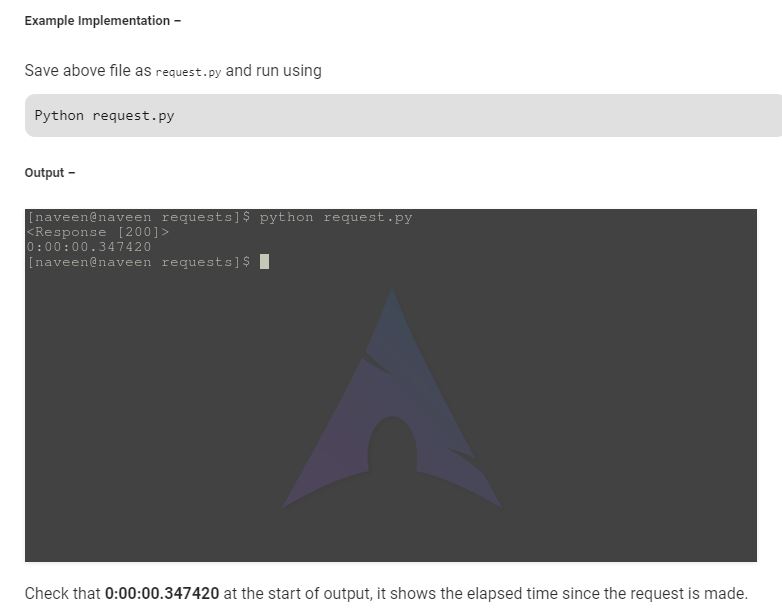 Example Implementation –
Save above file as request.py and run using
Python request.py
Output –
[naveen@naveen requests]$ python request.py
<Response [200]>
0:00:00.347420
[naveen@naveen requests]$
Check that 0:00:00.347420 at the start of output, it shows the elapsed time since the request is made.